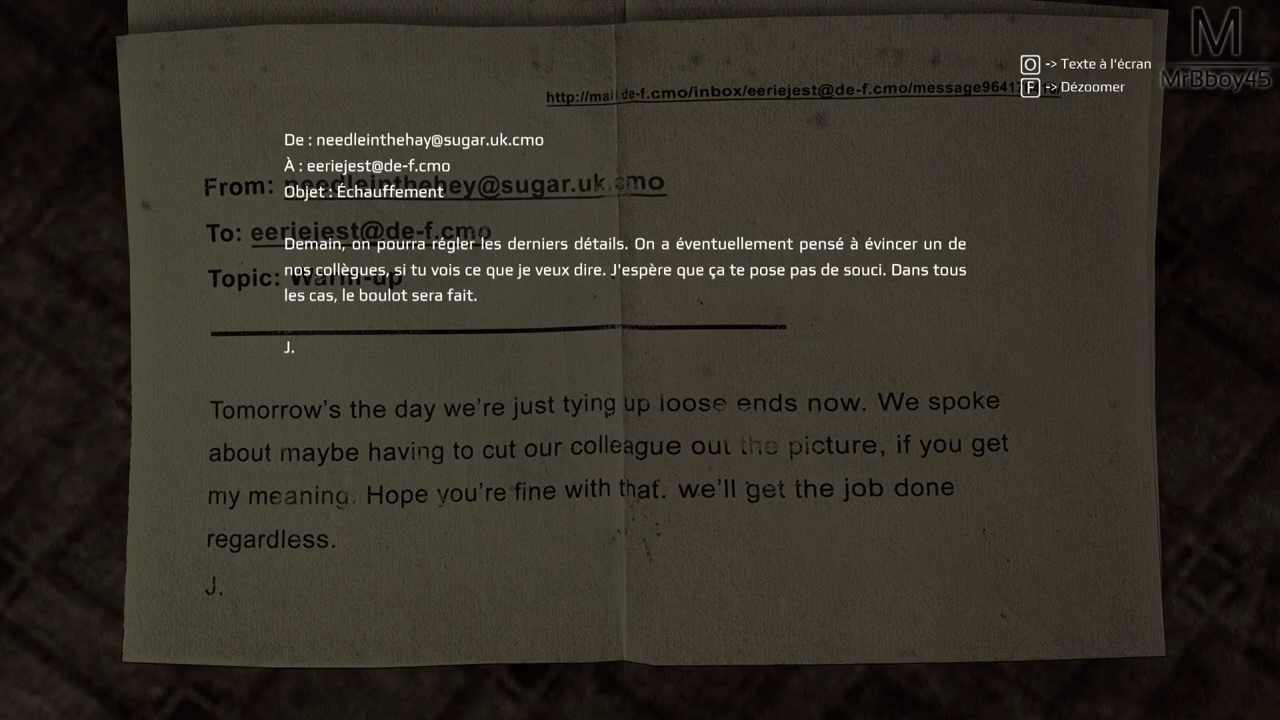 M
MrBboy45
O -> Texte à l'écran
F -> Dézoomer
http://mail.de-f.cmo/inbox/eeriejest@de-f.cmo/message9641
De : needleinthehay@sugar.uk.cmo
À : eeriejest@de-f.cmo
Objet : Échauffement
Demain, on pourra régler les derniers détails. On a éventuellement pensé à évincer un de
nos collègues, si tu vois ce que je veux dire. J'espère que ça te pose pas de souci. Dans tous
les cas, le boulot sera fait.
J.
From: needleinthehey@sugar.uk.cmo
To: eeriejest@de-f.cmo
Topic: Warm-up
Tomorrow's the day we're just tying up loose ends now. We spoke
about maybe having to cut our colleague out the picture, if you get
my meaning. Hope you're fine with that. we'll get the job done
regardless.
J.